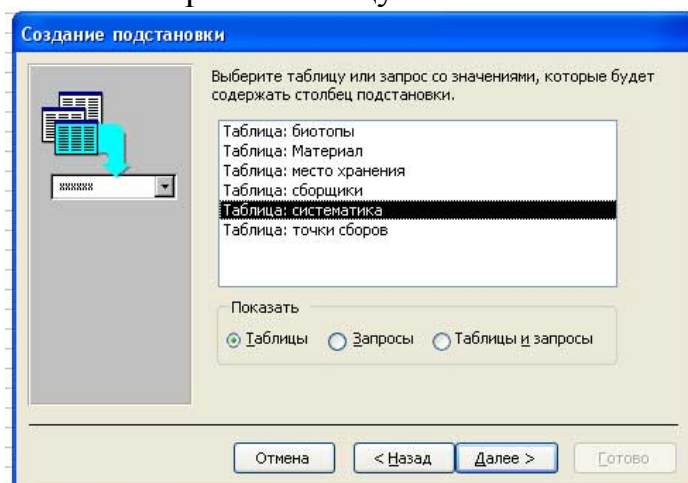 Создание подстановки
Выберите таблицу или запрос со значениями, которые будет
содержать столбец подстановки.
Таблица: биотопы
Таблица: Материал
Таблица: место хранения
Таблица: сборщики
Таблица: систематика
Таблица: точки сборов
xxxxxx
Показать
Таблицы
Запросы
Таблицы и запросы
Отмена
< Назад
Далее >
Готово